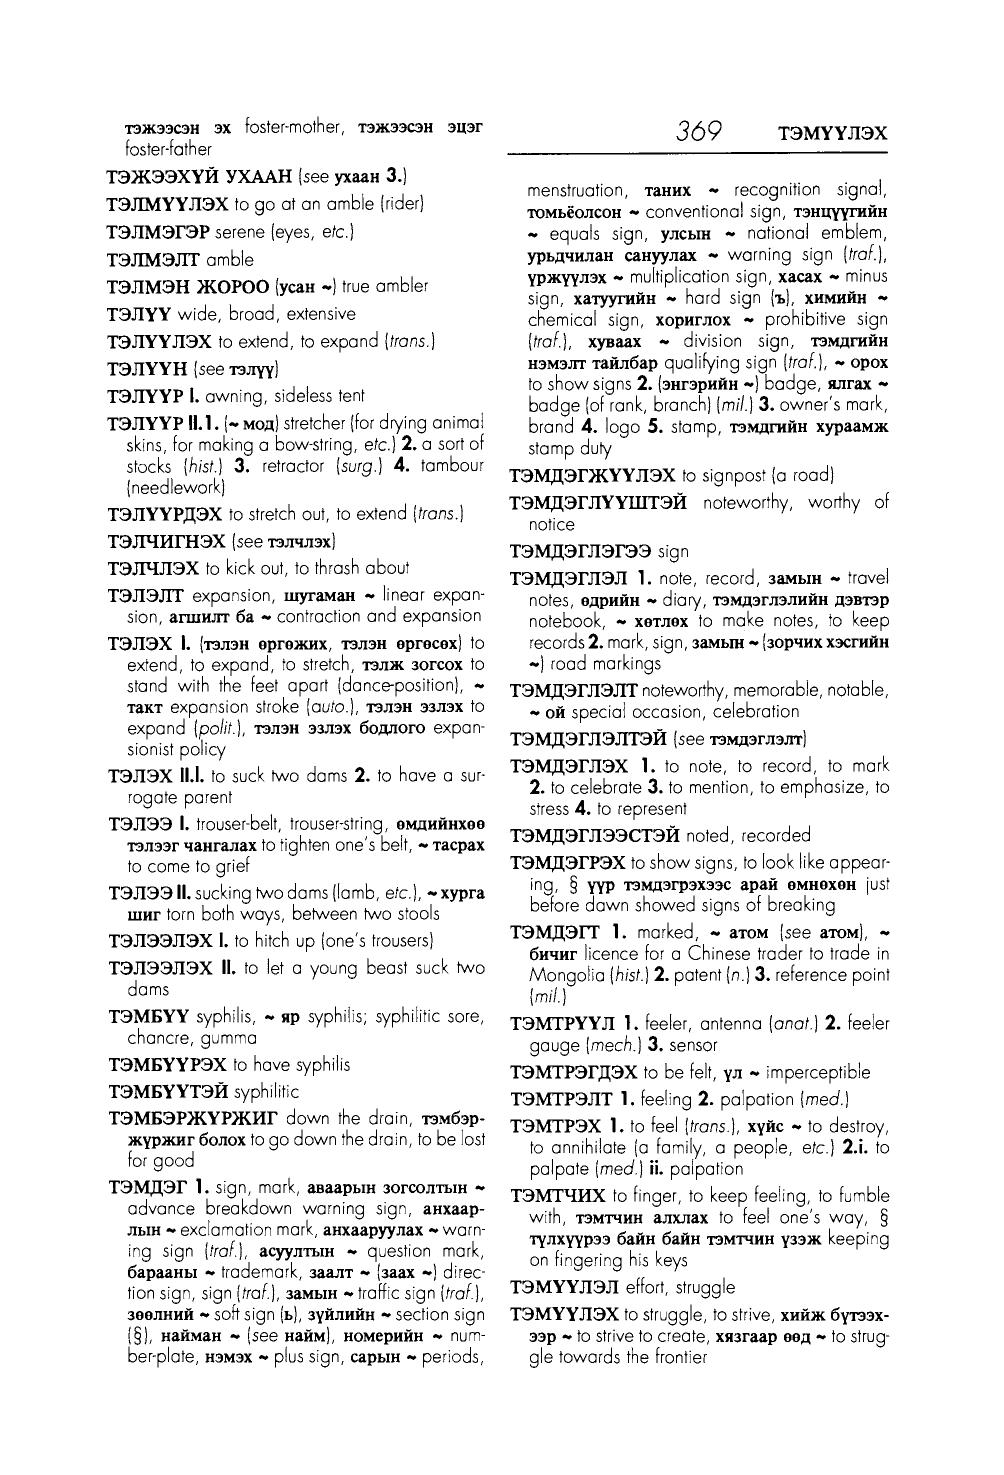 тэжээсэн эх foster-mother, тэжээсэн эцэг
foster-father
ТЭЖЭЭХҮЙ УХААН (see ухаан 3.)
ТЭЛМҮҮЛЭХ to go at an amble (rider)
ТЭЛМЭГЭР serene (eyes, etc.)
ТЭЛМЭЛТ amble
ТЭЛМЭН ЖОРОО (усан ~) true ambler
ТЭЛҮҮ wide, broad, extensive
ТЭЛҮҮЛЭХ to extend, to expand (trans.)
ТЭЛҮҮН (see тэлүү)
ТЭЛҮҮР I. awning, sideless tent
ТЭЛҮҮР II.1. (~ мод) stretcher (for drying animal
skins, for making a bow-string, etc.) 2. a sort of
stocks (hist.) 3. retractor (surg.) 4. tambour
(needlework)
ТЭЛҮҮРДЭХ to stretch out, to extend (trans.)
ТЭЛЧИГНЭХ (see тэлчлэх)
ТЭЛЧЛЭХ to kick out, to thrash about
ТЭЛЭЛТ expansion, шугаман ~ linear expan-
sion, агшилт ба ~ contraction and expansion
ТЭЛЭХ I. (тэлэн өргөжих, тэлэн өргөсөх) to
extend, to expand, to stretch, тэлж зогсох to
stand with the feet apart (dance-position), ~
такт expansion stroke (auto.), тэлэн эзлэх to
expand (polit.), тэлэн эзлэх бодлого expan-
sionist policy
ТЭЛЭХ II.I. to suck two dams 2. to have a sur-
rogate parent
ТЭЛЭЭ I. trouser-belt, trouser-string, өмдийнхөө
тэлээг чангалах to tighten one's belt, ~ тасрах
to come to grief
ТЭЛЭЭ II. sucking two dams (lamb, etc.), ~ хурга
шиг torn both ways, between two stools
ТЭЛЭЭЛЭХ I. to hitch up (one's trousers)
ТЭЛЭЭЛЭХ II. to let a young beast suck two
dams
ТЭМБҮҮ syphilis, ~ яр syphilis; syphilitic sore,
chancre, gumma
ТЭМБҮҮРЭХ to have syphilis
ТЭМБҮҮТЭЙ syphilitic
ТЭМБЭРЖҮРЖИГ down the drain, тэмбэр-
жүржиг болох to go down the drain, to be lost
for good
ТЭМДЭГ 1. sign, mark, аваарын зогсолтын ~
advance breakdown warning sign, анхаар-
лын ~ exclamation mark, анхааруулах ~ warn-
ing sign (traf.), асуултын ~ question mark,
барааны ~ trademark, заалт ~ (заах ~) direc-
tion sign, sign (traf.), замын ~ traffic sign (traf.),
зөөлний ~ soft sign (ь), зүйлийн ~ section sign
(§), найман ~ (see найм), номерийн ~ num-
ber-plate, нэмэх ~ plus sign, сарын ~ periods,
369 ТЭМҮҮЛЭХ
menstruation, таних ~ recognition signal,
томьёолсон ~ conventional sign, тэнцүүгийн
~ equals sign, улсын ~ national emblem,
урьдчилан сануулах ~ warning sign (traf.),
үржүүлэх ~ multiplication sign, хасах ~ minus
sign, хатуугийн ~ hard sign (ъ), химийн ~
chemical sign, хориглох ~ prohibitive sign
(traf.), хуваах ~ division sign, тэмдгийн
нэмэлт тайлбар qualifying sign (traf.), ~ орох
to show signs 2. (энгэрийн ~) badge, ялгах ~
badge (of rank, branch) (mil.) 3. owner's mark,
brand 4. logo 5. stamp, тэмдгийн хураамж
stamp duty
ТЭМДЭГЖҮҮЛЭХ to signpost (a road)
ТЭМДЭГЛҮҮШТЭЙ noteworthy, worthy of
notice
ТЭМДЭГЛЭГЭЭ sign
ТЭМДЭГЛЭЛ 1. note, record, замын ~ travel
notes, өдрийн ~ diary, тэмдэглэлийн дэвтэр
notebook, ~ хөтлөх to make notes, to keep
records 2. mark, sign, замын ~ (зорчих хэсгийн
~) road markings
ТЭМДЭГЛЭЛТ noteworthy, memorable, notable,
~ ой special occasion, celebration
ТЭМДЭГЛЭЛТЭЙ (see тэмдэглэлт)
ТЭМДЭГЛЭХ 1. to note, to record, to mark
2. to celebrate 3. to mention, to emphasize, to
stress 4. to represent
ТЭМДЭГЛЭЭСТЭЙ noted, recorded
ТЭМДЭГРЭХ to show signs, to look like appear-
ing, § үүр тэмдэгрэхээс арай өмнөхөн just
before dawn showed signs of breaking
ТЭМДЭГТ 1. marked, ~ атом (see атом), ~
бичиг licence for a Chinese trader to trade in
Mongolia (hist.) 2. patent (n.) 3. reference point
(mil.)
ТЭМТРҮҮЛ 1. feeler, antenna (anat.) 2. feeler
gauge (mech.) 3. sensor
ТЭМТРЭГДЭХ to be felt, үл ~ imperceptible
ТЭМТРЭЛТ 1. feeling 2. palpation (med.)
ТЭМТРЭХ 1. to feel (trans.), хүйс ~ to destroy,
to annihilate (a family, a people, etc.) 2.i. to
palpate (med.) ii. palpation
ТЭМТЧИХ to finger, to keep feeling, to fumble
with, тэмтчин алхлах to feel one's way, §
түлхүүрээ байн байн тэмтчин үзэж keeping
on fingering his keys
ТЭМҮҮЛЭЛ effort, struggle
ТЭМҮҮЛЭХ to struggle, to strive, хийж бүтээх-
ээр ~ to strive to create, хязгаар өөд ~ to strug-
gle towards the frontier